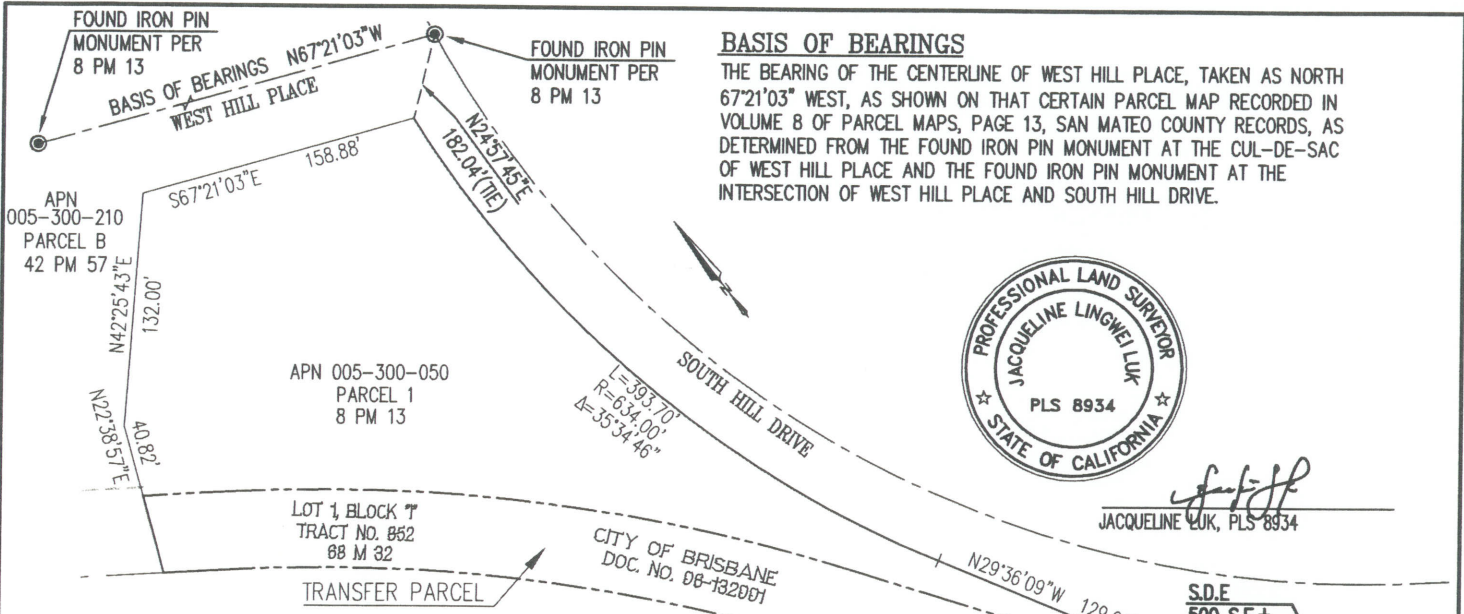 FOUND IRON PIN
MONUMENT PER
8 PM 13
BASIS OF BEARINGS N67°21'03"W
WEST HILL PLACE
FOUND IRON PIN
MONUMENT PER
8 PM 13
BASIS OF BEARINGS
THE BEARING OF THE CENTERLINE OF WEST HILL PLACE, TAKEN AS NORTH
67°21'03" WEST, AS SHOWN ON THAT CERTAIN PARCEL MAP RECORDED IN
VOLUME 8 OF PARCEL MAPS, PAGE 13, SAN MATEO COUNTY RECORDS, AS
DETERMINED FROM THE FOUND IRON PIN MONUMENT AT THE CUL-DE-SAC
OF WEST HILL PLACE AND THE FOUND IRON PIN MONUMENT AT THE
INTERSECTION OF WEST HILL PLACE AND SOUTH HILL DRIVE.
158.88'
S67°21'03"E
N24°57'45"E
182.04'(TIE)
APN
005-300-210
PARCEL B
42 PM 57
N42°25'43"E
132.00'
N22°38'57"E
40.82'
APN 005-300-050
PARCEL 1
8 PM 13
L=393.70'
R=634.00'
Δ=35°34'46"
SOUTH HILL DRIVE
PROFESSIONAL LAND SURVEYOR
JACQUELINE LINGWEI LUK
PLS 8934
STATE OF CALIFORNIA
JACQUELINE LUK, PLS 8934
LOT 1, BLOCK "I"
TRACT NO. 852
68 M 32
TRANSFER PARCEL
CITY OF BRISBANE
DOC. NO. 96-132001
N29°36'09"W
S.D.E